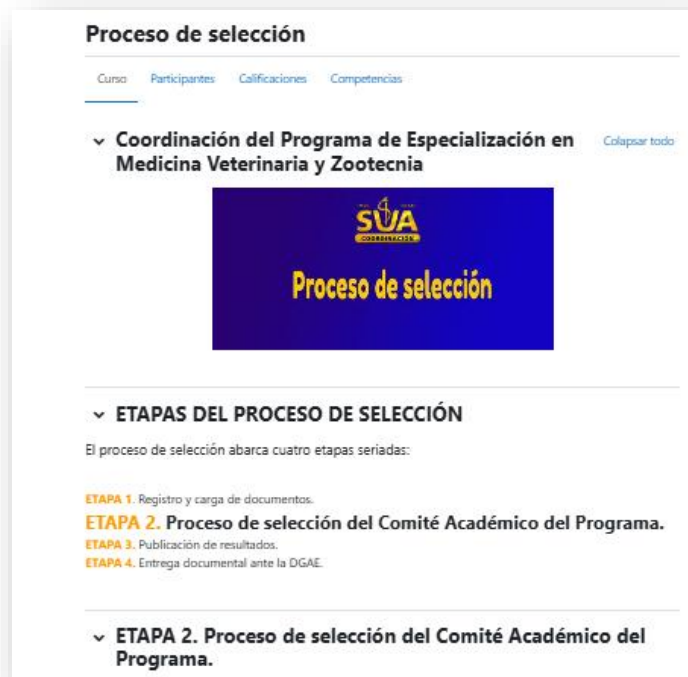 Proceso de selección
Curso Participantes Calificaciones Competencias
Coordinación del Programa de Especialización en
Medicina Veterinaria y Zootecnia
Colapsar todo
SUA
COORDINACIÓN
Proceso de selección
ETAPAS DEL PROCESO DE SELECCIÓN
El proceso de selección abarca cuatro etapas seriadas:
ETAPA 1. Registro y carga de documentos.
ETAPA 2. Proceso de selección del Comité Académico del Programa.
ETAPA 3. Publicación de resultados.
ETAPA 4. Entrega documental ante la DGAE.
ETAPA 2. Proceso de selección del Comité Académico del
Programa.